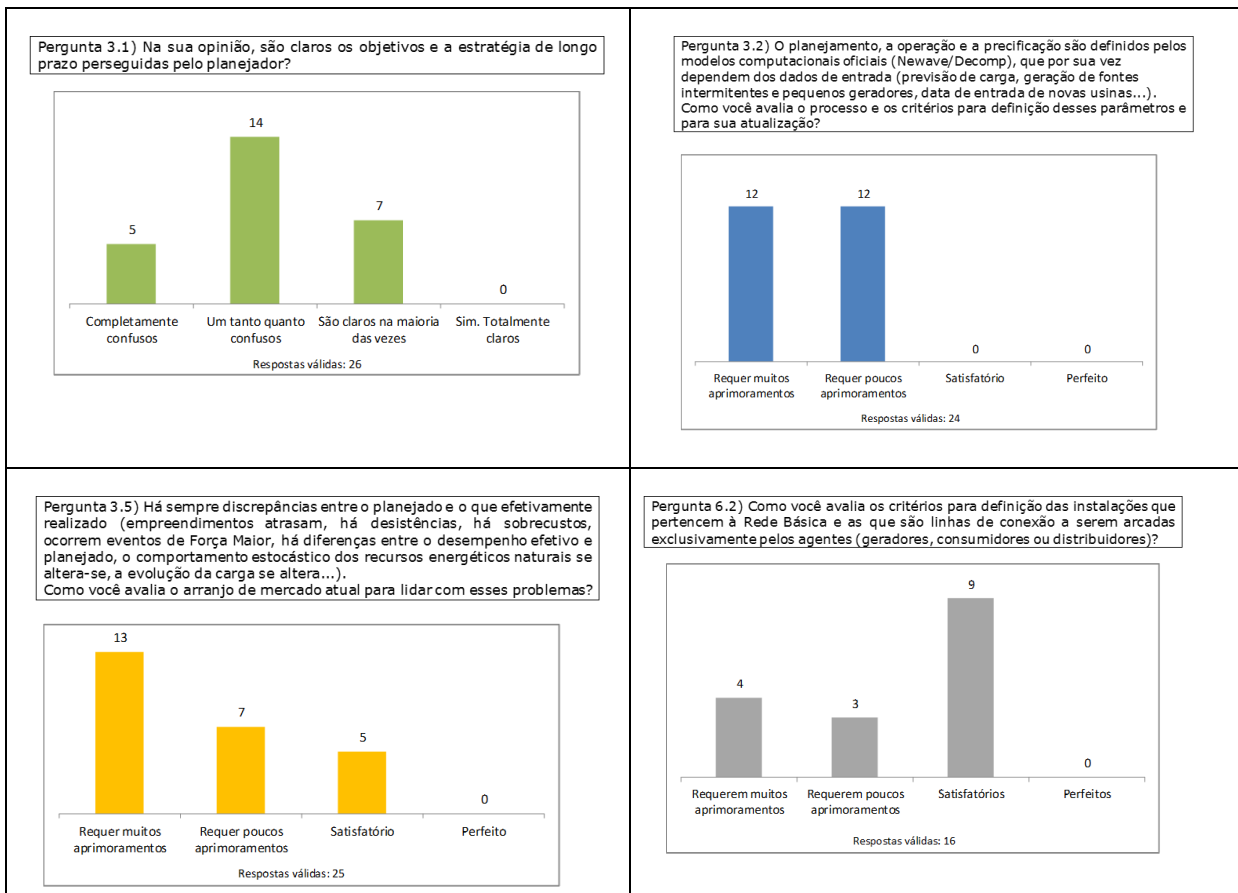 Pergunta 3.1) Na sua opinião, são claros os objetivos e a estratégia de longo
prazo perseguidas pelo planejador?
14
7
5
0
Completamente
confusos
Um tanto quanto
confusos
São claros na maioria
das vezes
Sim. Totalmente
claros
Respostas válidas: 26
Pergunta 3.2) O planejamento, a operação e a precificação são definidos pelos
modelos computacionais oficiais (Newave/Decomp), que por sua vez
dependem dos dados de entrada (previsão de carga, geração de fontes
intermitentes e pequenos geradores, data de entrada de novas usinas...).
Como você avalia o processo e os critérios para definição desses parâmetros e
para sua atualização?
12
12
0
0
Requer muitos
aprimoramentos
Requer poucos
aprimoramentos
Satisfatório
Perfeito
Respostas válidas: 24
Pergunta 3.5) Há sempre discrepâncias entre o planejado e o que efetivamente
realizado (empreendimentos atrasam, há desistências, há sobrecustos,
ocorrem eventos de Força Maior, há diferenças entre o desempenho efetivo e
planejado, o comportamento estocástico dos recursos energéticos naturais se
altera-se, a evolução da carga se altera...).
Como você avalia o arranjo de mercado atual para lidar com esses problemas?
13
7
5
0
Requer muitos
aprimoramentos
Requer poucos
aprimoramentos
Satisfatório
Perfeito
Respostas válidas: 25
Pergunta 6.2) Como você avalia os critérios para definição das instalações que
pertencem à Rede Básica e as que são linhas de conexão a serem arcadas
exclusivamente pelos agentes (geradores, consumidores ou distribuidores)?
9
4
3
0
Requerem muitos
aprimoramentos
Requerem poucos
aprimoramentos
Satisfatórios
Perfeitos
Respostas válidas: 16